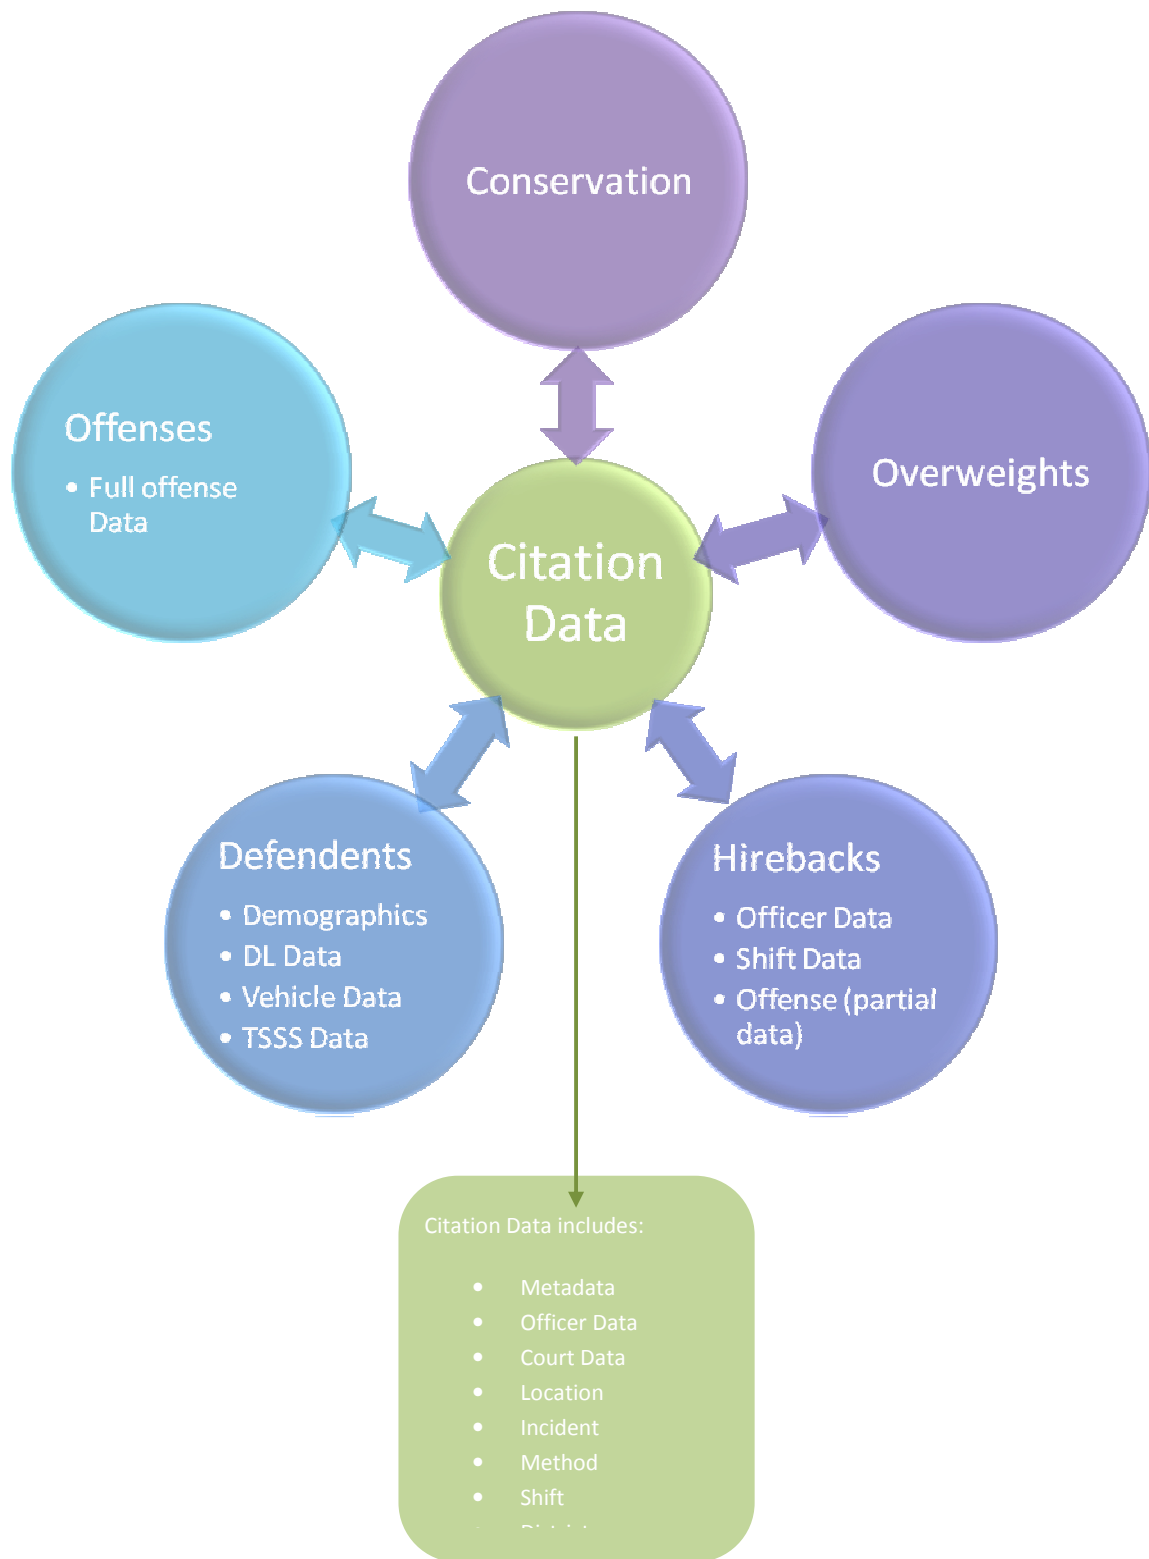 Conservation
Offenses
• Full offense
Data
Overweights
Citation
Data
Defendents
• Demographics
• DL Data
• Vehicle Data
• TSSS Data
Hirebacks
• Officer Data
• Shift Data
• Offense (partial
data)
Citation Data includes:
• Metadata
• Officer Data
• Court Data
• Location
• Incident
• Method
• Shift